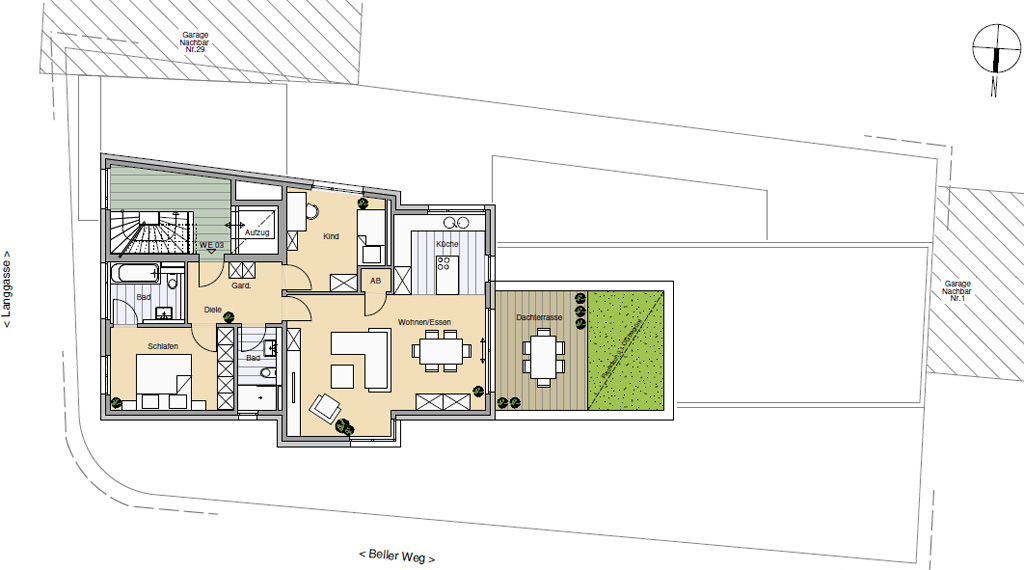 Garage
Nachbar
Nr.29
N
WE 03
Aufzug
Kind
Küche
AB
Gard.
Bad
Diele
Schlafen
Bad
Wohnen/Essen
Dachterrasse
Garage
Nachbar
Nr.1
< Langgasse >
< Beller Weg >